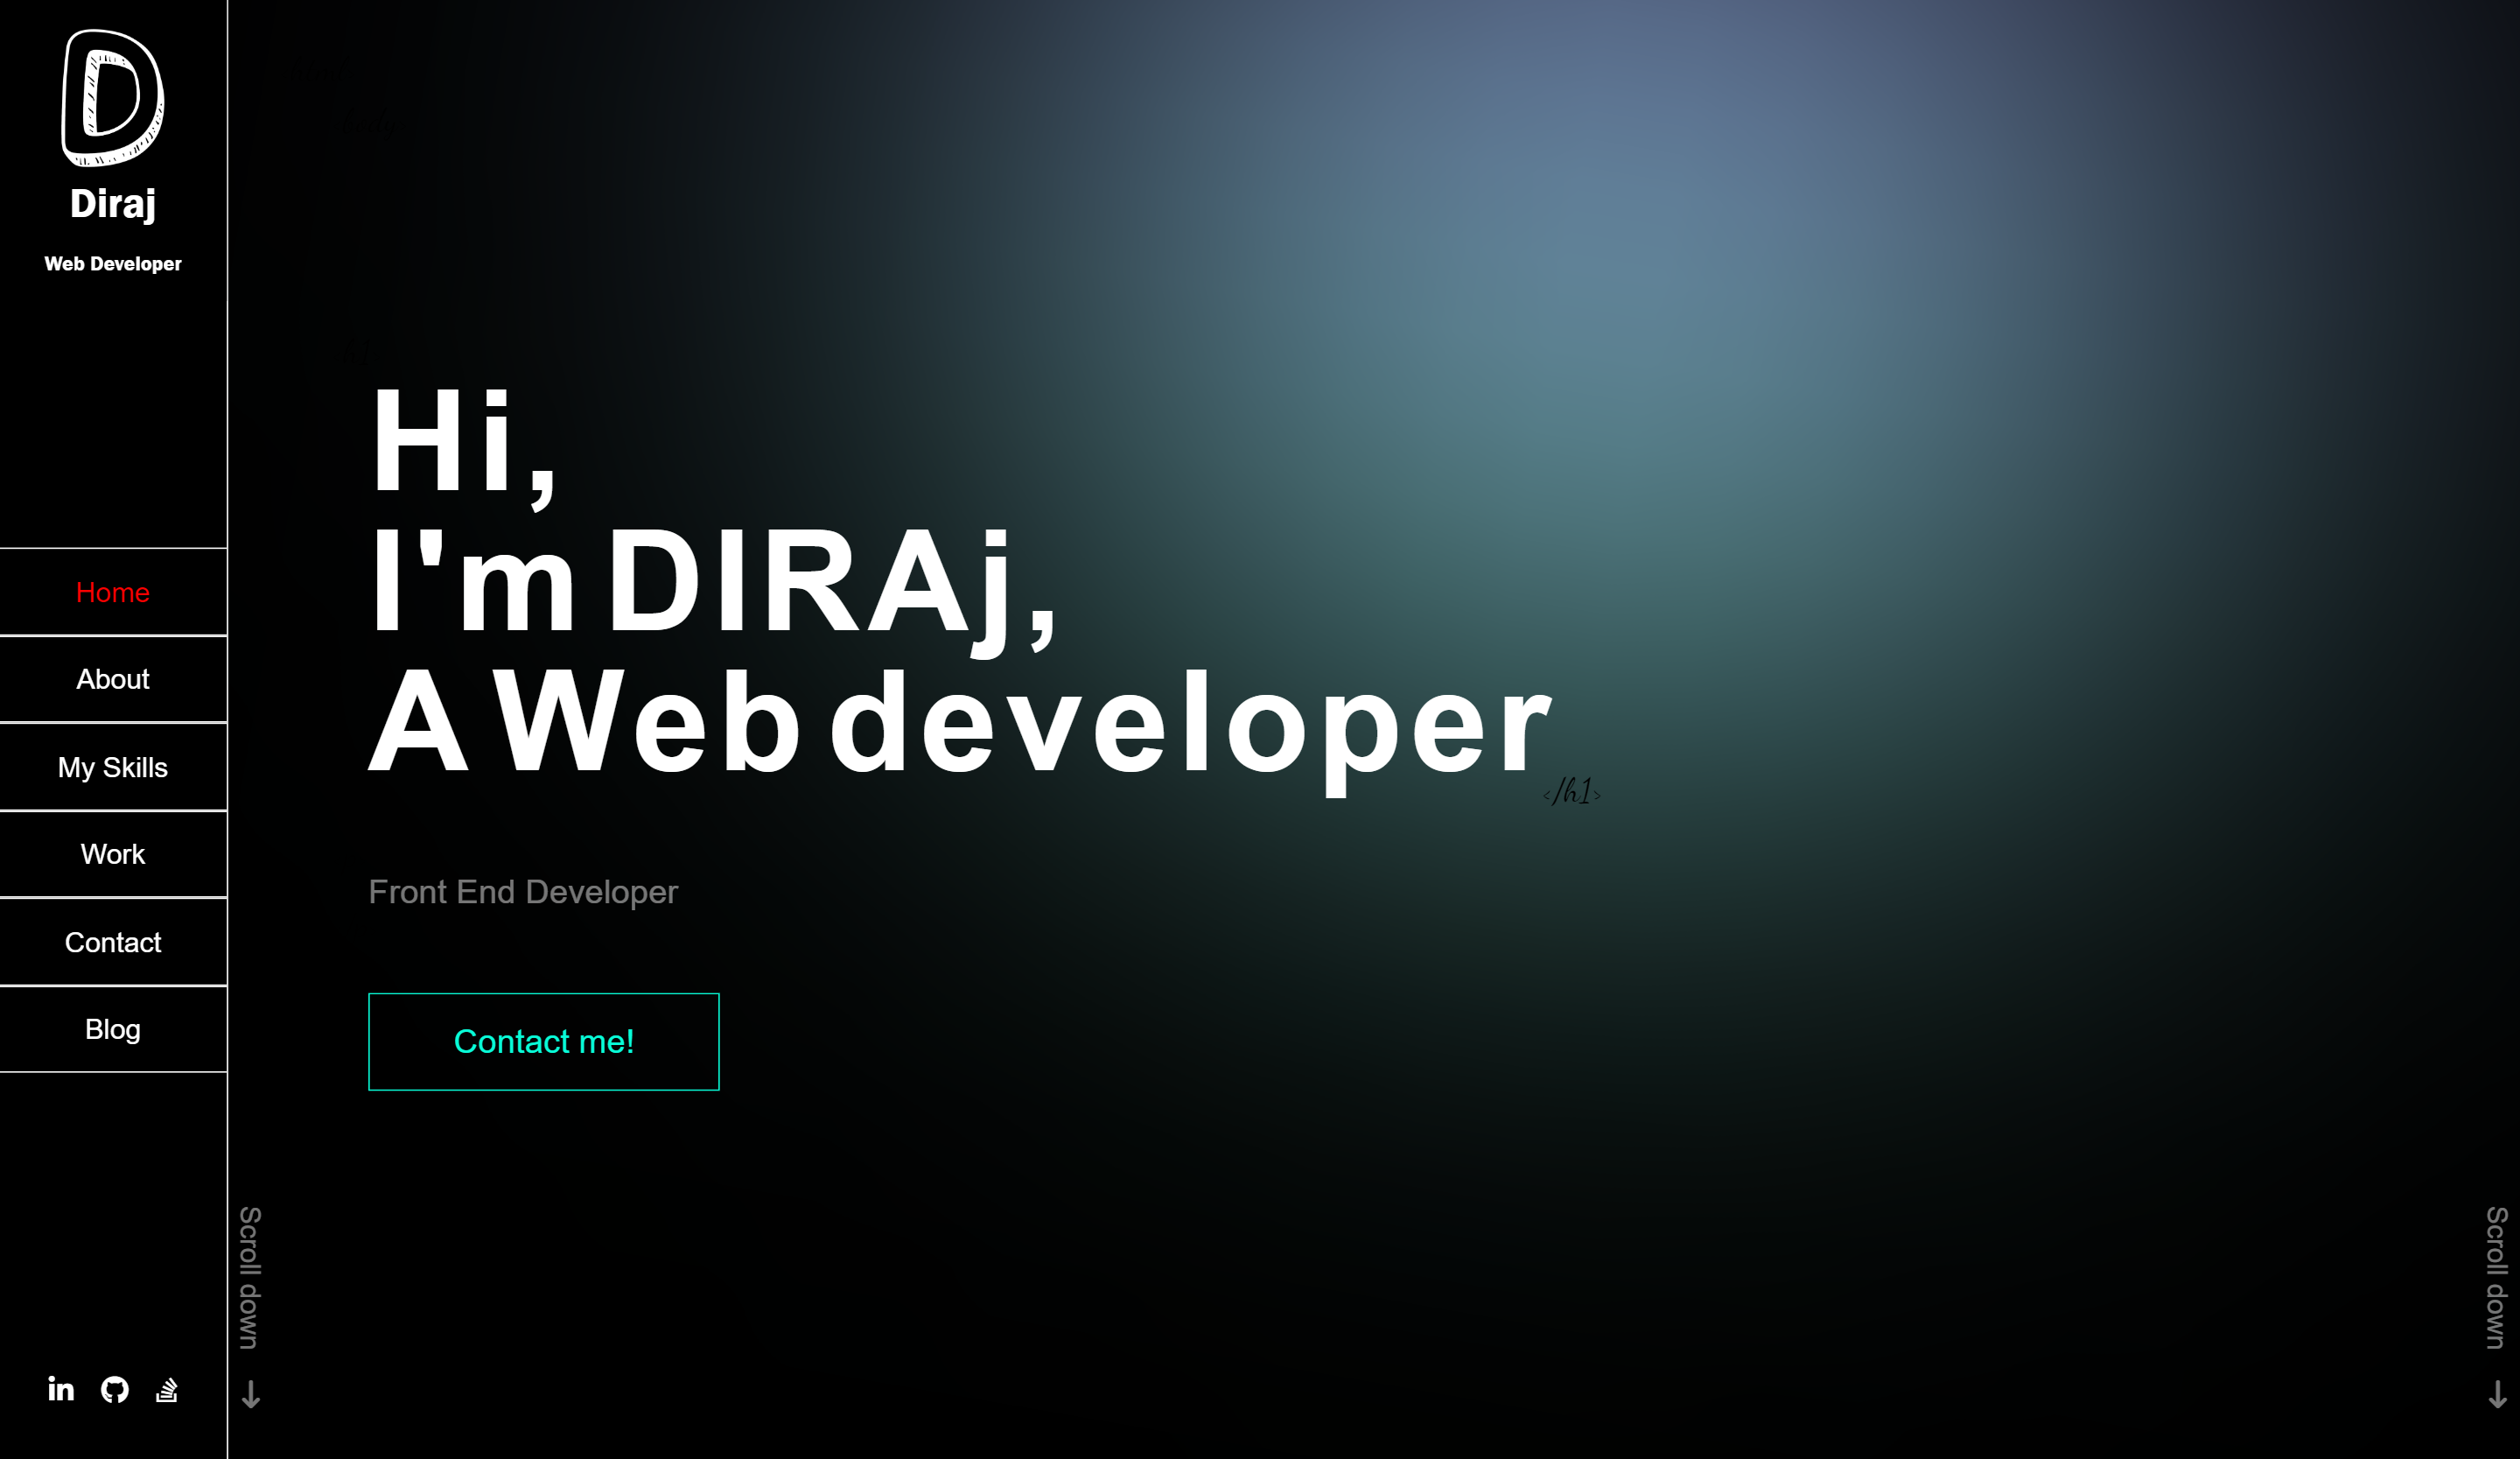 D
Diraj
Web Developer
Home
About
My Skills
Work
Contact
Blog
Hi,
I'm DIRAj,
A Web developer
</h1>
Front End Developer
Contact me!
Scroll down
Scroll down
in